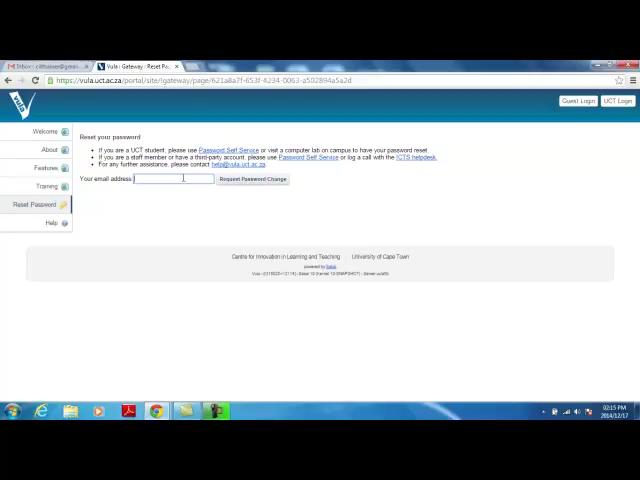 Vula : Gateway : Reset Pa
https://vula.uct.ac.za/portal/site/!gateway/page/621a8a7f-653f-4234-0063-a502894a5c2d
vula
Guest Login
UCT Login
Welcome
About
Features
Training
Reset Password
Help
Reset your password
If you are a UCT student, please use Password Self Service or visit a computer lab on campus to have your password reset.
If you are a staff member or have a third-party account, please use Password Self Service or log a call with the ICTS helpdesk.
For any further assistance, please contact help@vula.uct.ac.za
Your email address
Request Password Change
Centre for Innovation in Learning and Teaching
University of Cape Town
powered by Sakai
02:15 PM
2014/12/17